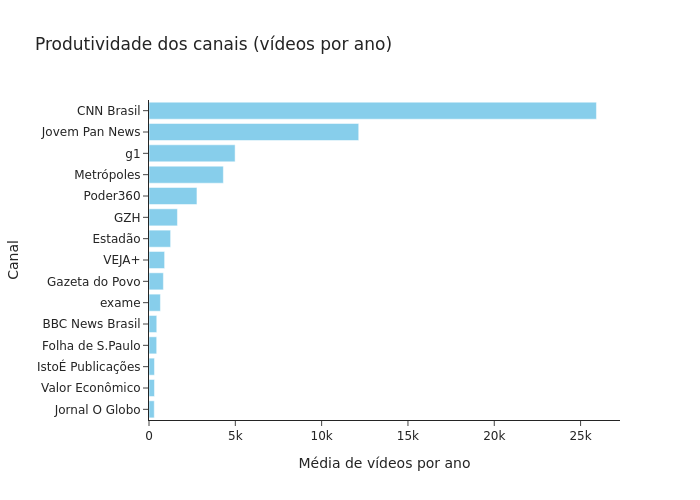 Produtividade dos canais (vídeos por ano)
Canal
CNN Brasil
Jovem Pan News
g1
Metrópoles
Poder360
GZH
Estadão
VEJA+
Gazeta do Povo
exame
BBC News Brasil
Folha de S.Paulo
IstoÉ Publicações
Valor Econômico
Jornal O Globo
0 5k 10k 15k 20k 25k
Média de vídeos por ano